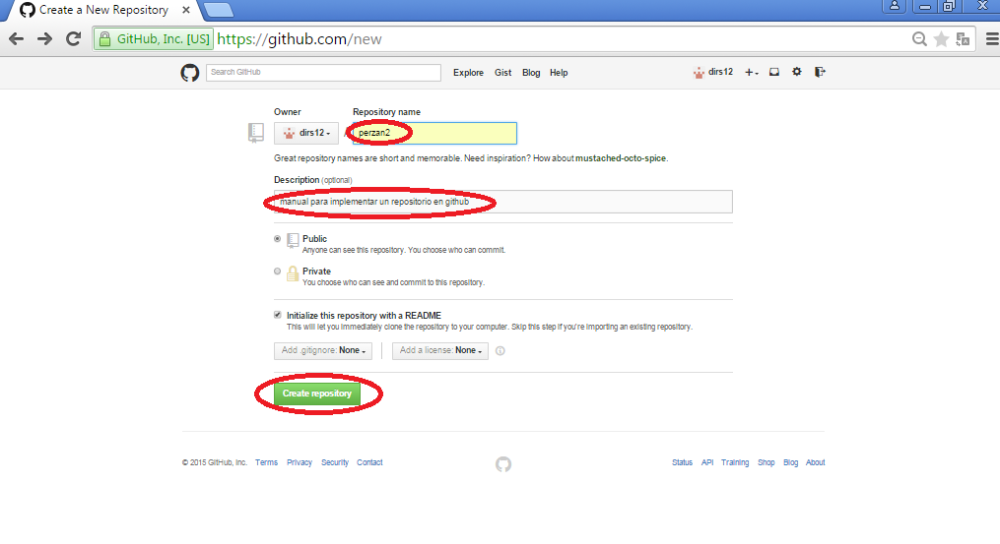 Create a New Repository
GitHub, Inc. [US] https://github.com/new
Search GitHub Explore Gist Blog Help dirs12
Owner Repository name
dirs12 / perzan2
Great repository names are short and memorable. Need inspiration? How about mustached-octo-spice.
Description (optional)
manual para implementar un repositorio en github
Public
Anyone can see this repository. You choose who can commit.
Private
You choose who can see and commit to this repository.
Initialize this repository with a README
This will let you immediately clone the repository to your computer. Skip this step if you're importing an existing repository.
Add .gitignore: None Add a license: None
Create repository
© 2015 GitHub, Inc. Terms Privacy Security Contact Status API Training Shop Blog About